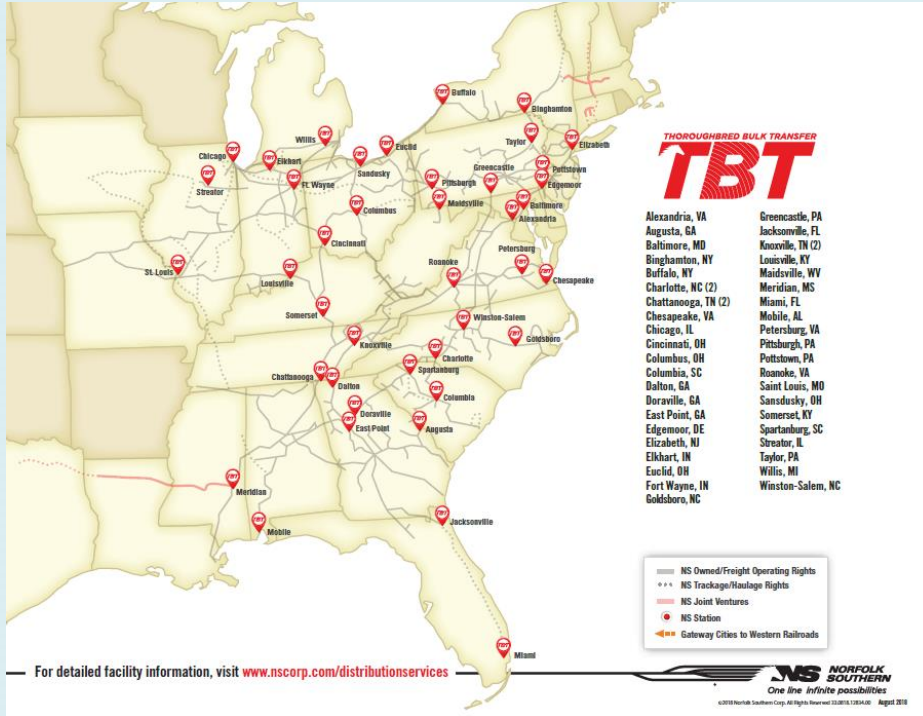 Buffalo
Binghamton
Willis
Euclid
Taylor
Elizabeth
Chicago
Elkhart
Sandusky
Greencastle
Pottstown
Streator
Ft. Wayne
Pittsburgh
Edgemoor
Columbus
Maidsville
Baltimore
Alexandria
Cincinnati
Petersburg
St. Louis
Louisville
Roanoke
Chesapeake
Somerset
Winston-Salem
Knoxville
Goldsboro
Charlotte
Chattanooga
Spartanburg
Dalton
Columbia
Doraville
East Point
Augusta
Meridian
Mobile
Jacksonville
Miami
THOROUGHBRED BULK TRANSFER
TBT
Alexandria, VA
Augusta, GA
Baltimore, MD
Binghamton, NY
Buffalo, NY
Charlotte, NC (2)
Chattanooga, TN (2)
Chesapeake, VA
Chicago, IL
Cincinnati, OH
Columbus, OH
Columbia, SC
Dalton, GA
Doraville, GA
East Point, GA
Edgemoor, DE
Elizabeth, NJ
Elkhart, IN
Euclid, OH
Fort Wayne, IN
Goldsboro, NC
Greencastle, PA
Jacksonville, FL
Knoxville, TN (2)
Louisville, KY
Maidsville, WV
Meridian, MS
Miami, FL
Mobile, AL
Petersburg, VA
Pittsburgh, PA
Pottstown, PA
Roanoke, VA
Saint Louis, MO
Sansdusky, OH
Somerset, KY
Spartanburg, SC
Streator, IL
Taylor, PA
Willis, MI
Winston-Salem, NC
NS Owned/Freight Operating Rights
NS Trackage/Haulage Rights
NS Joint Ventures
NS Station
Gateway Cities to Western Railroads
For detailed facility information, visit www.nscorp.com/distributionservices
NS NORFOLK
SOUTHERN
One line infinite possibilities
©2018 Norfolk Southern Corp. All Rights Reserved August 2018